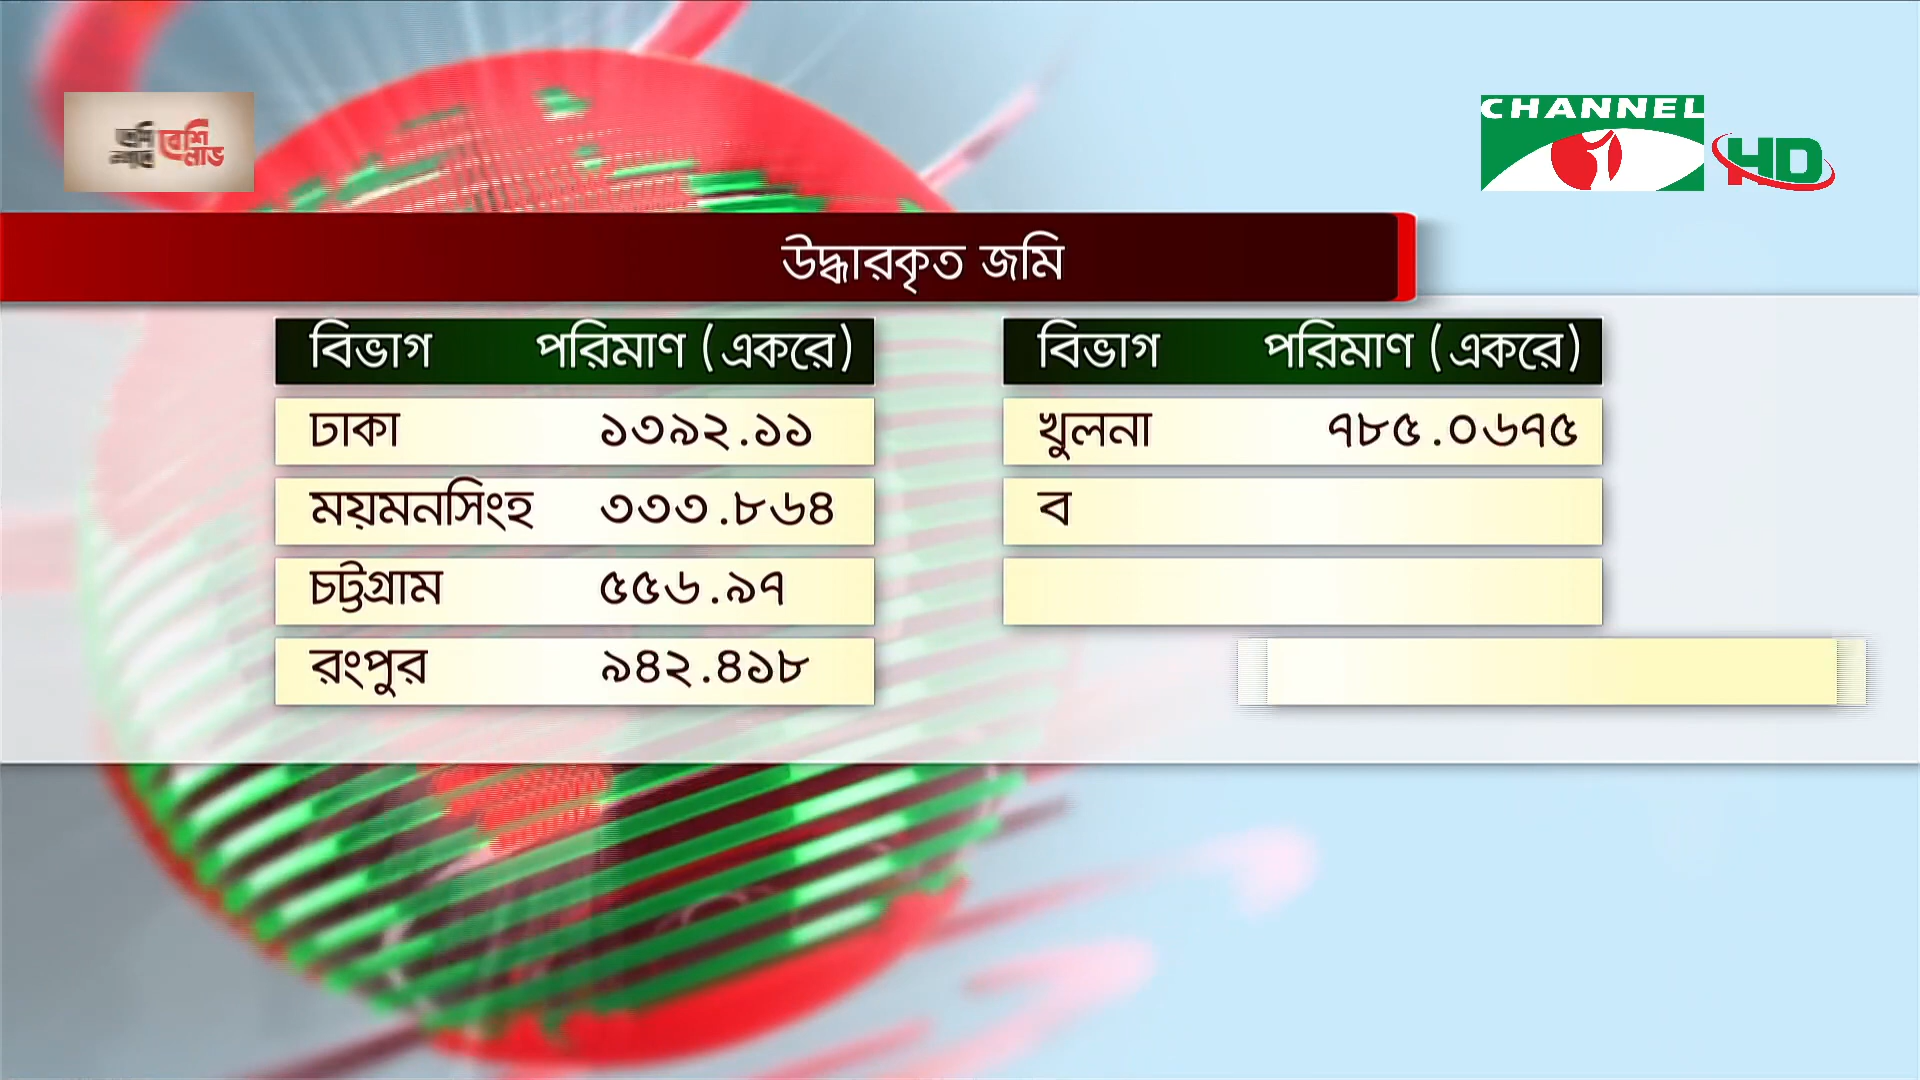 CHANNEL
HD
বেশি
লাভ
উদ্ধারকৃত জমি
বিভাগ পরিমাণ (একরে)
ঢাকা ১৩৯২.১১
ময়মনসিংহ ৩৩৩.৮৬৪
চট্টগ্রাম ৫৫৬.৯৭
রংপুর ৯৪২.৪১৮
বিভাগ পরিমাণ (একরে)
খুলনা ৭৮৫.০৬৭৫
ব